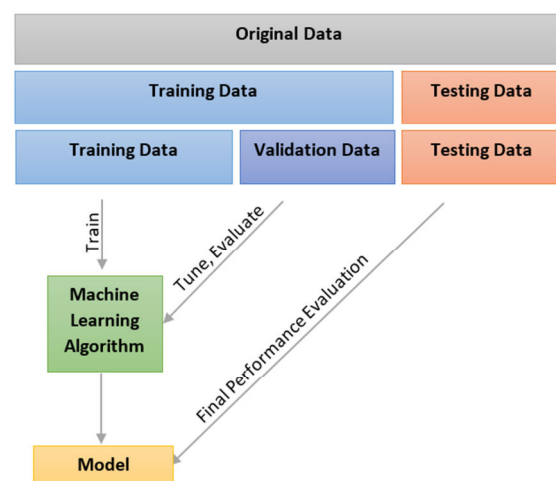 Original Data
Training Data
Testing Data
Training Data
Validation Data
Testing Data
Train
Tune, Evaluate
Final Performance Evaluation
Machine
Learning
Algorithm
Model